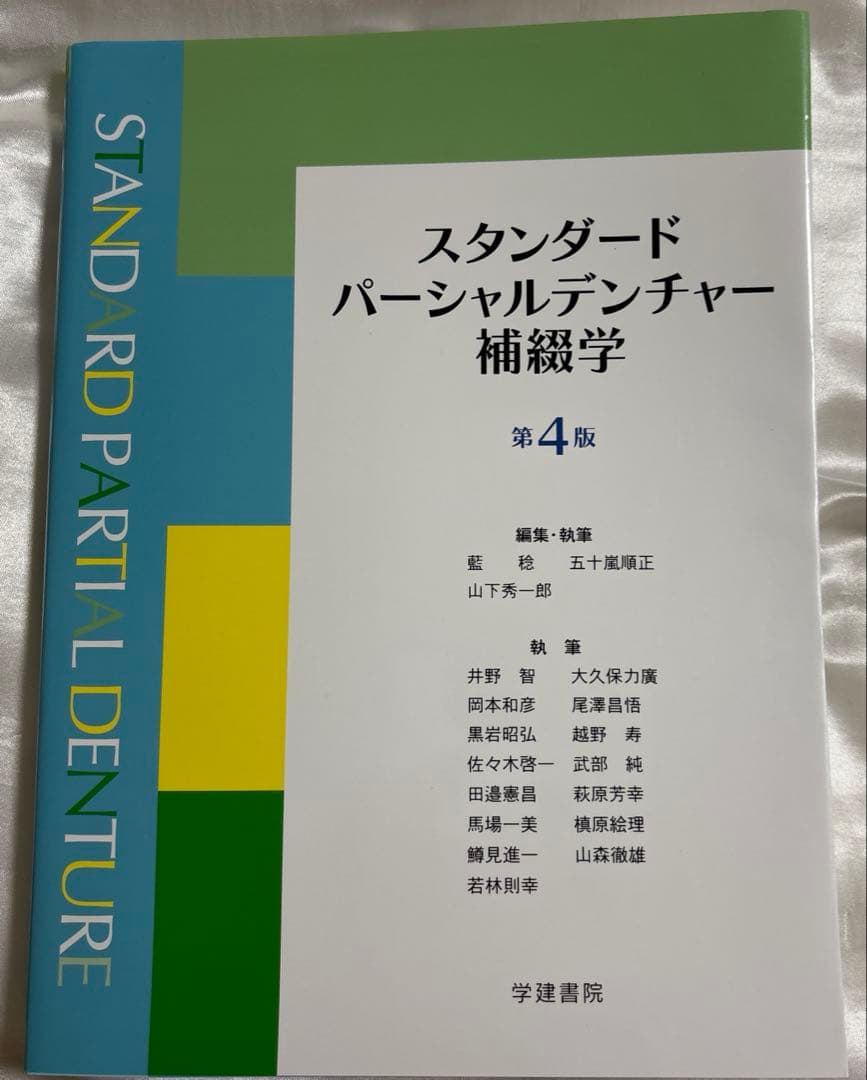 STANDARD PARTIAL DENTURE
スタンダード
パーシャルデンチャー
補綴学
第4版
編集・執筆
藍　稔　五十嵐順正
山下秀一郎
執　筆
井野　智　大久保力廣
岡本和彦　尾澤昌悟
黒岩昭弘　越野　寿
佐々木啓一　武部　純
田邉憲昌　萩原芳幸
馬場一美　槙原絵理
鱒見進一　山森徹雄
若林則幸
学建書院